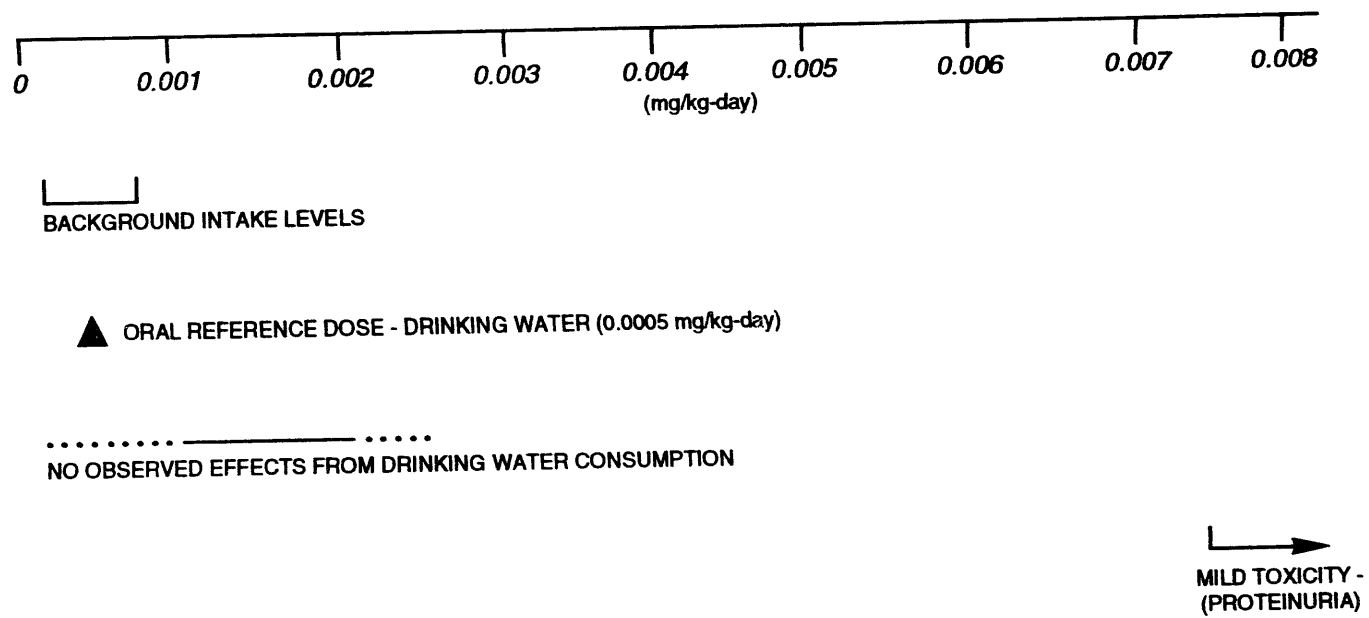 0 0.001 0.002 0.003 0.004 0.005 0.006 0.007 0.008
(mg/kg-day)
BACKGROUND INTAKE LEVELS
ORAL REFERENCE DOSE - DRINKING WATER (0.0005 mg/kg-day)
NO OBSERVED EFFECTS FROM DRINKING WATER CONSUMPTION
MILD TOXICITY -
(PROTEINURIA)